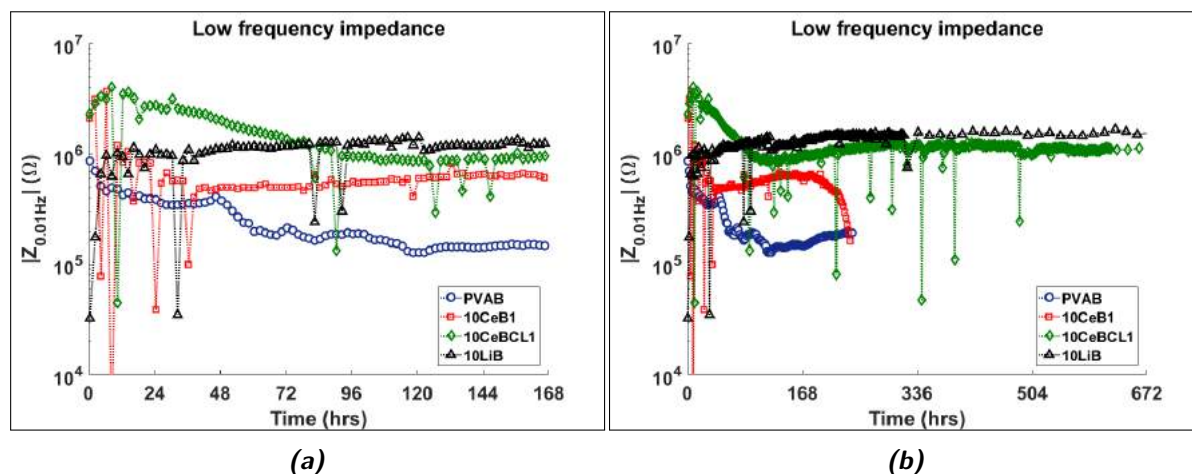 Low frequency impedance
10^7
10^6
10^5
10^4
|Z_0.01Hz| (Ω)
0 24 48 72 96 120 144 168
Time (hrs)
PVAB
10CeB1
10CeBCL1
10LiB
(a)
Low frequency impedance
10^7
10^6
10^5
10^4
|Z_0.01Hz| (Ω)
0 168 336 504 672
Time (hrs)
PVAB
10CeB1
10CeBCL1
10LiB
(b)